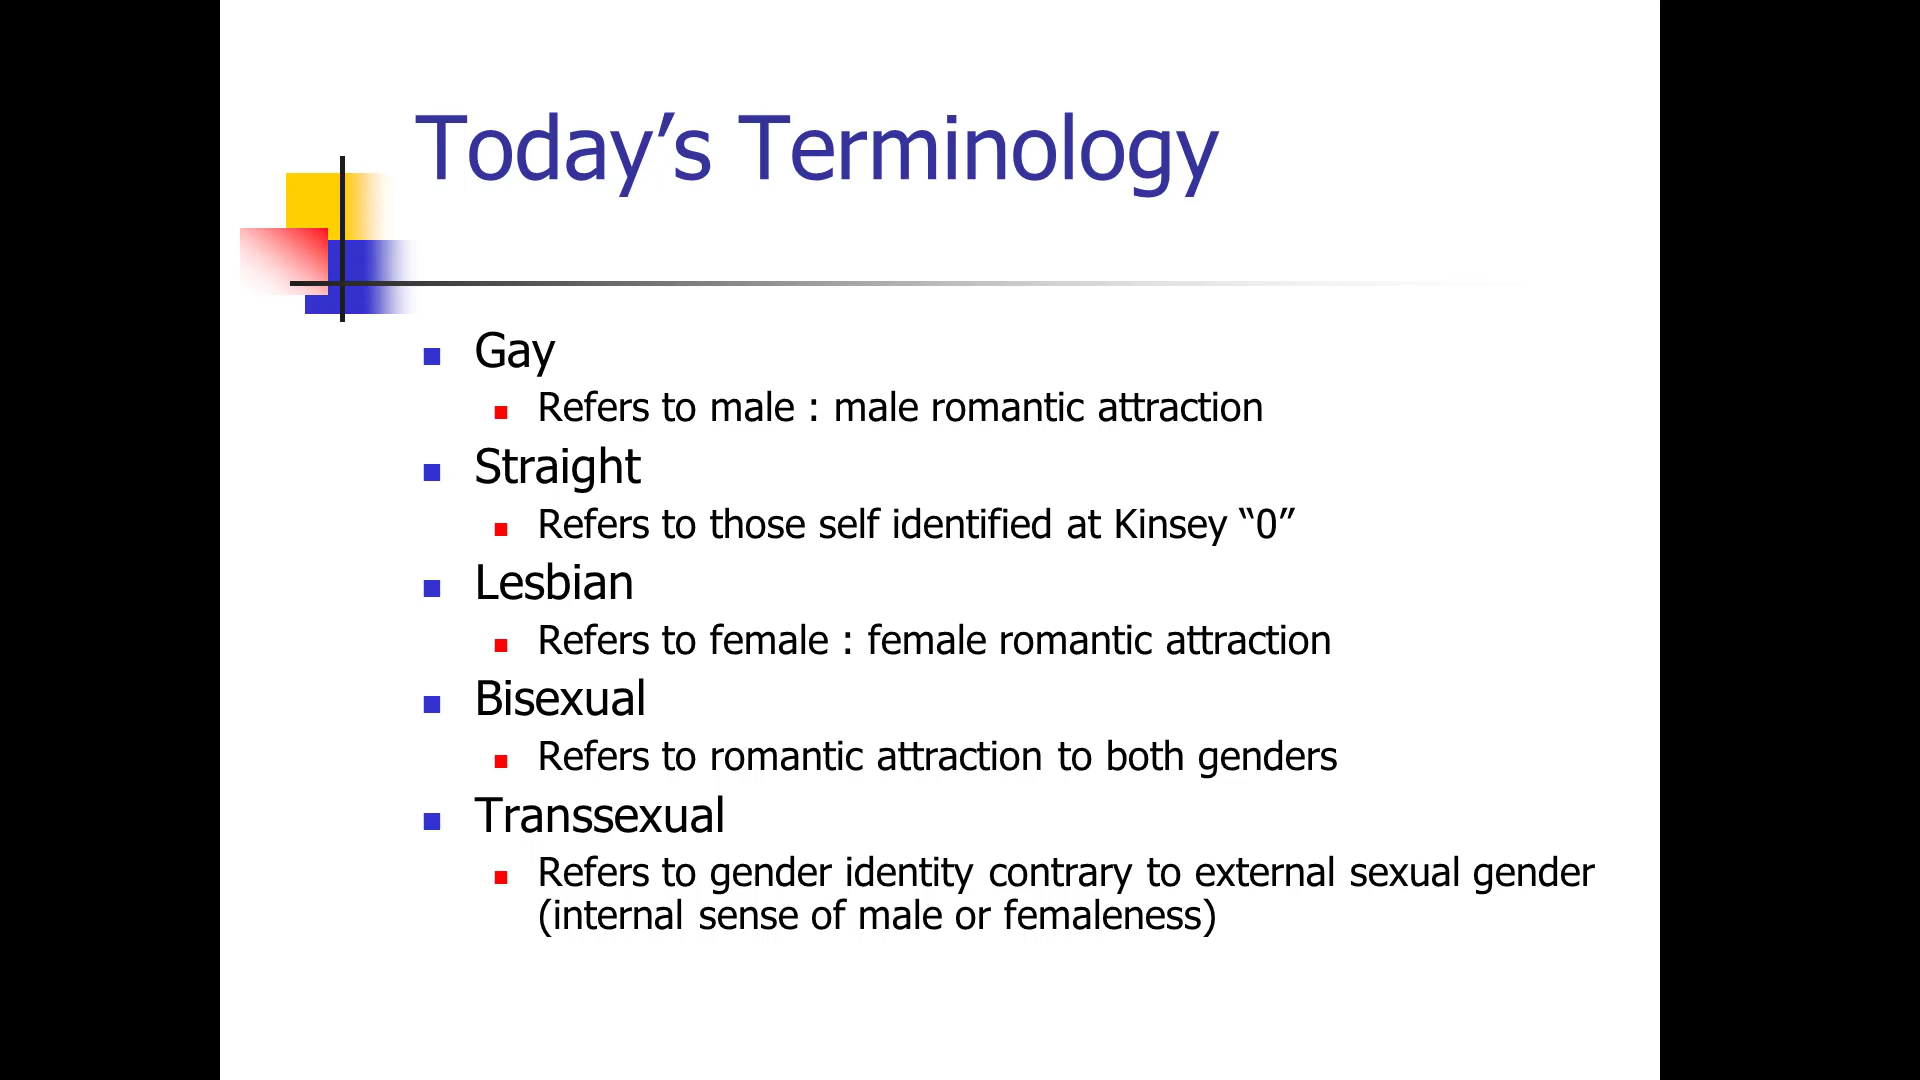 Today’s Terminology
Gay
Refers to male : male romantic attraction
Straight
Refers to those self identified at Kinsey “0”
Lesbian
Refers to female : female romantic attraction
Bisexual
Refers to romantic attraction to both genders
Transsexual
Refers to gender identity contrary to external sexual gender
(internal sense of male or femaleness)